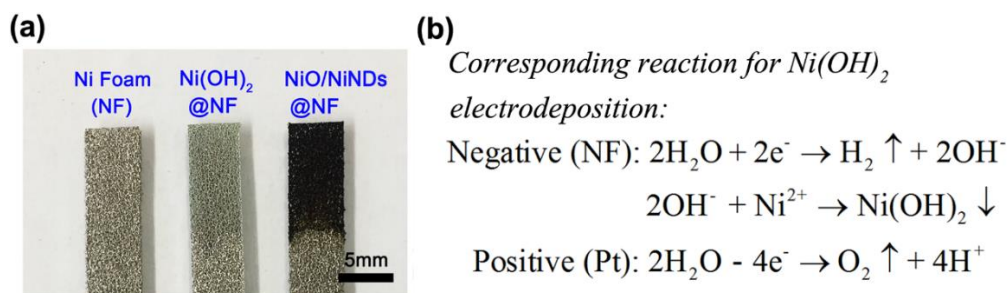 (a)
Ni Foam (NF)
Ni(OH)₂ @NF
NiO/NiNDs @NF
5mm
(b)
Corresponding reaction for Ni(OH)₂
electrodeposition:
Negative (NF): 2H₂O + 2e⁻ → H₂ ↑ + 2OH⁻
2OH⁻ + Ni²⁺ → Ni(OH)₂ ↓
Positive (Pt): 2H₂O - 4e⁻ → O₂ ↑ + 4H⁺